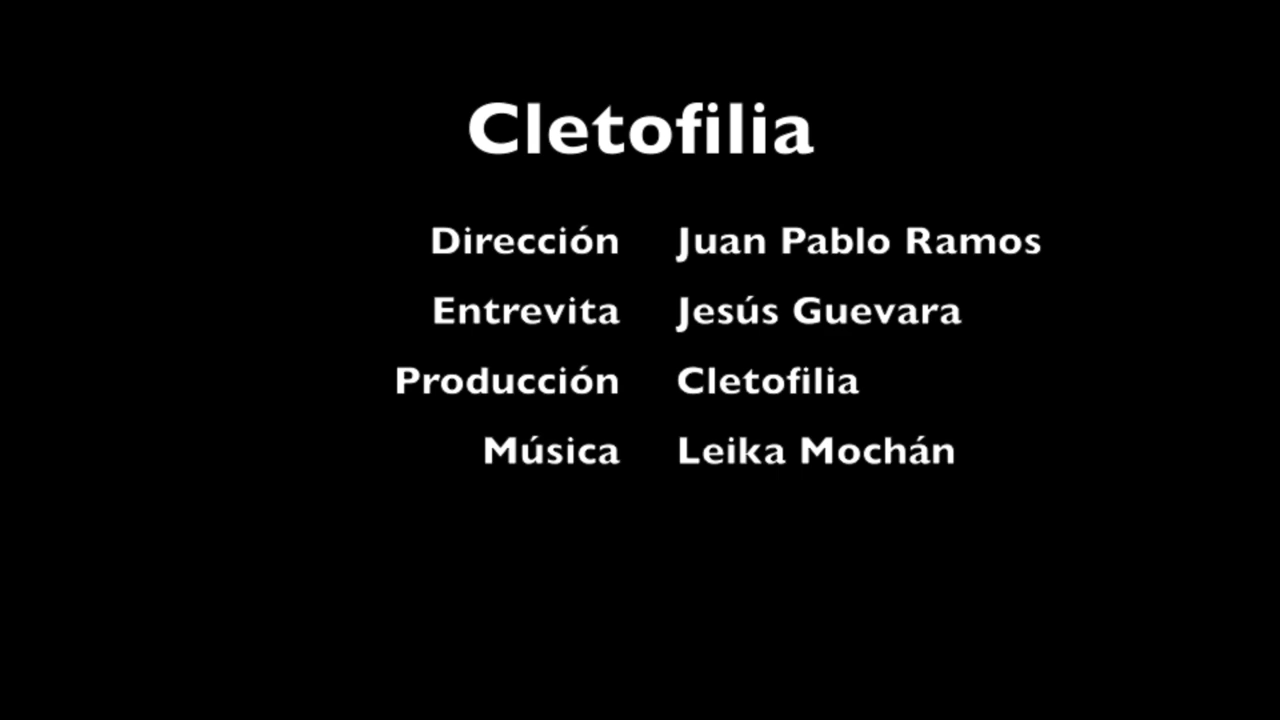 Cletofilia
Dirección Juan Pablo Ramos
Entrevita Jesús Guevara
Producción Cletofilia
Música Leika Mochán